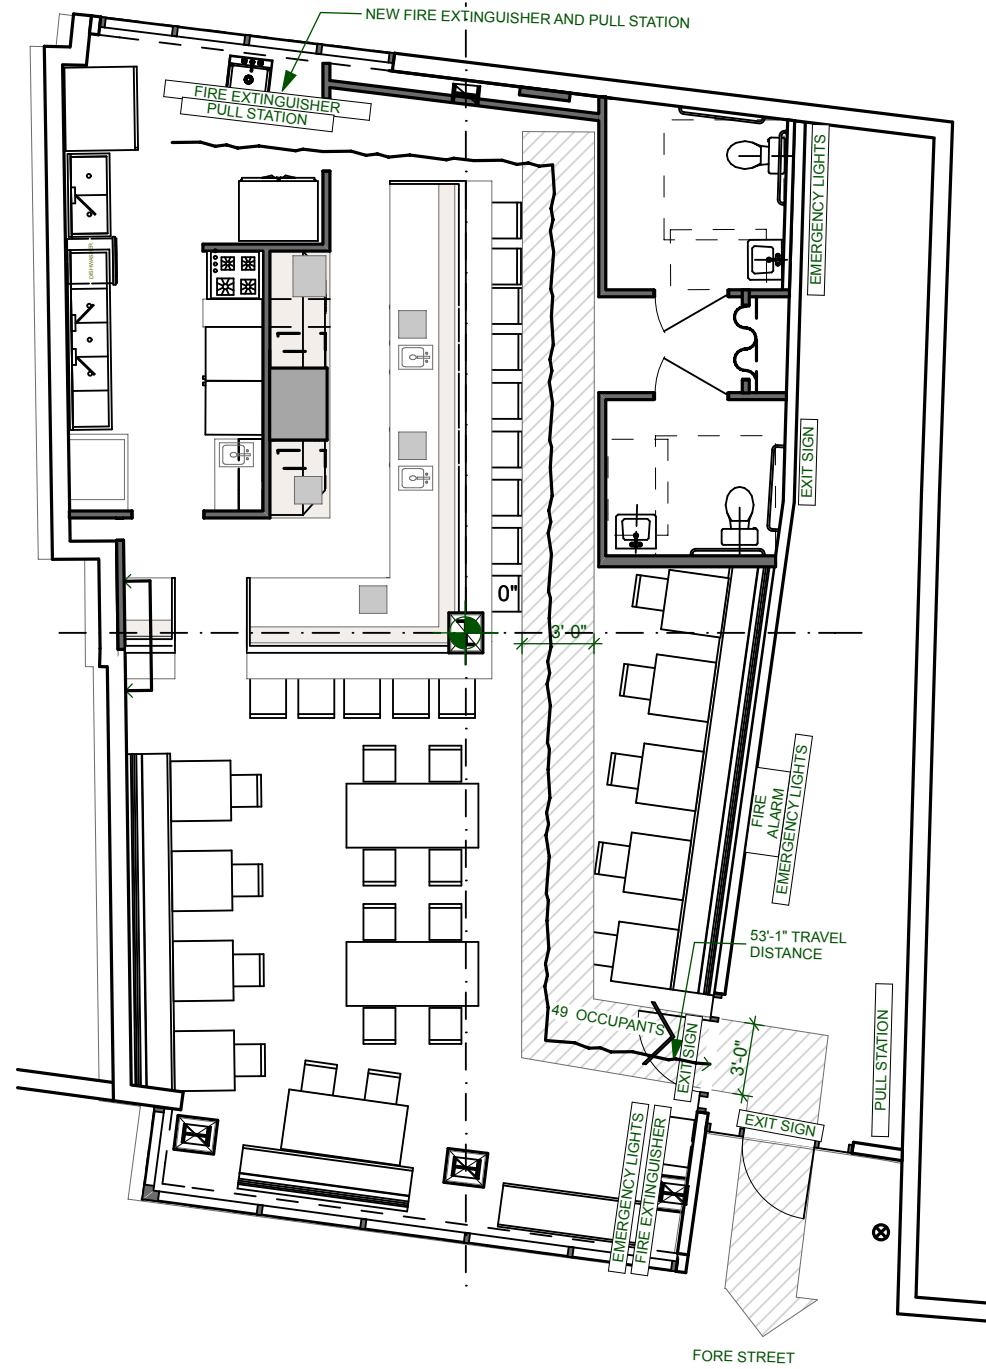 NEW FIRE EXTINGUISHER AND PULL STATION
FIRE EXTINGUISHER
PULL STATION
EMERGENCY LIGHTS
DISHWASHER
EXIT SIGN
0"
3'-0"
FIRE
ALARM
EMERGENCY LIGHTS
53'-1" TRAVEL
DISTANCE
49 OCCUPANTS
EXIT SIGN
3'-0"
PULL STATION
EXIT SIGN
EMERGENCY LIGHTS
FIRE EXTINGUISHER
FORE STREET